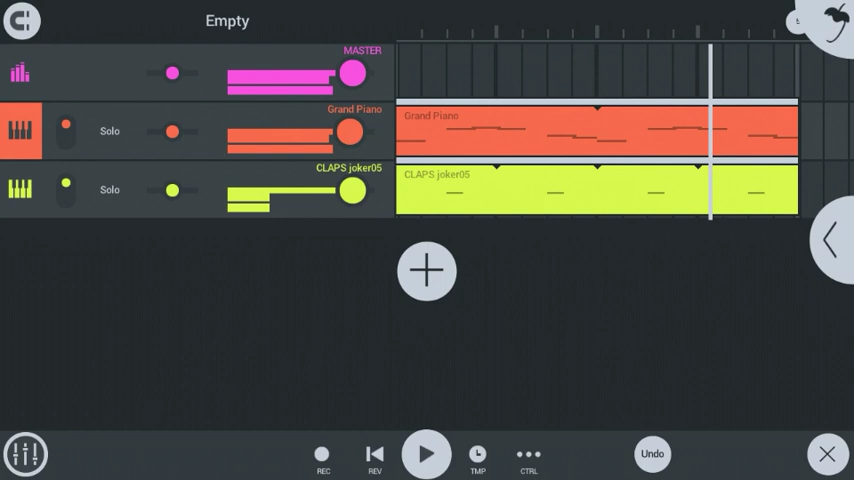 Empty
MASTER
Grand Piano
Solo
Grand Piano
CLAPS joker05
Solo
CLAPS joker05
REC
REV
TMP
CTRL
Undo